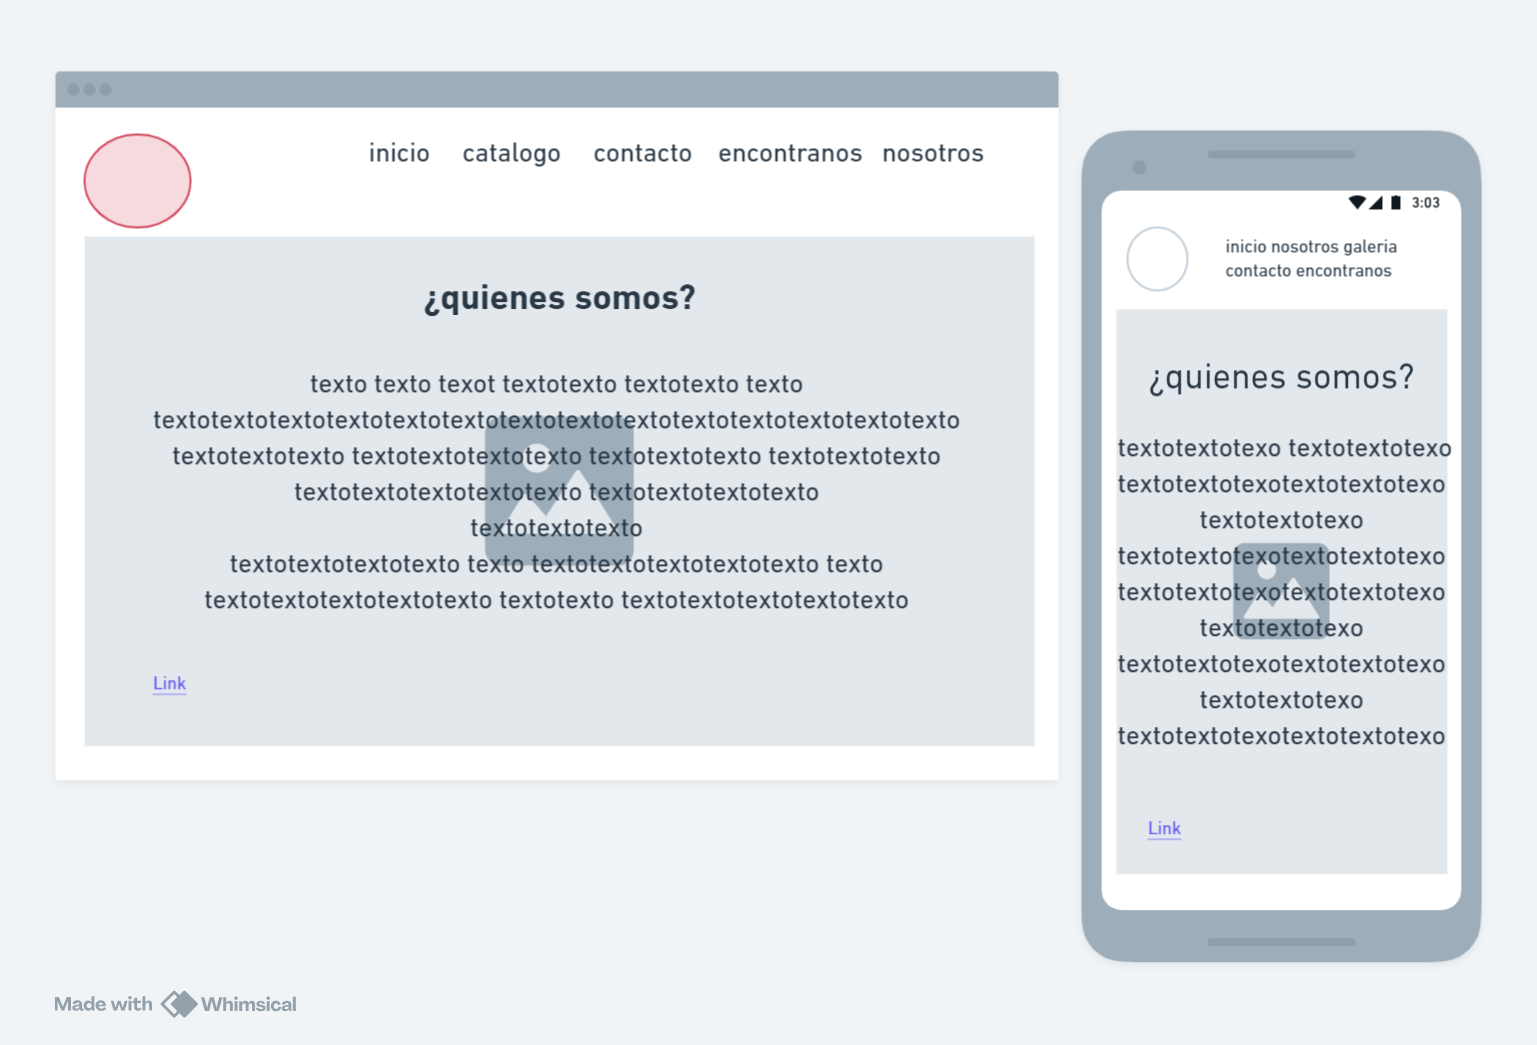 inicio catalogo contacto encontranos nosotros
¿quienes somos?
texto texto texot textotexto textotexto texto
textotextotextotextotextotextotextotextotextotextotextotextotextotexto
textotextotexto textotextotextotexto textotextotexto textotextotexto
textotextotextotextotexto textotextotextotexto
textotextotexto
textotextotextotexto texto textotextotextotextotexto texto
textotextotextotextotexto textotexto textotextotextotextotexto
Link
3:03
inicio nosotros galeria
contacto encontranos
¿quienes somos?
textotextotexo textotextotexo
textotextotexotextotextotexo
textotextotexo
textotextotexotextotextotexo
textotextotexotextotextotexo
textotextotexo
textotextotexotextotextotexo
textotextotexo
textotextotexotextotextotexo
Link
Made with Whimsical